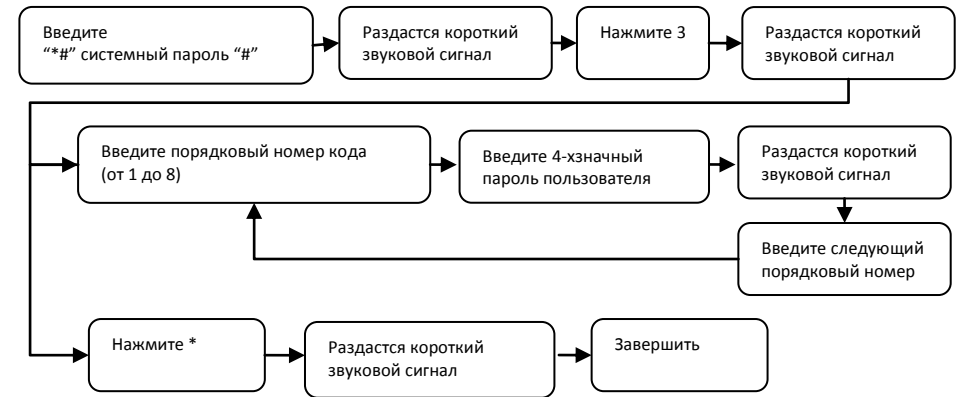 Введите
“*#” системный пароль “#”
Раздастся короткий
звуковой сигнал
Нажмите 3
Раздастся короткий
звуковой сигнал
Введите порядковый номер кода
(от 1 до 8)
Введите 4-хзначный
пароль пользователя
Раздастся короткий
звуковой сигнал
Введите следующий
порядковый номер
Нажмите *
Раздастся короткий
звуковой сигнал
Завершить